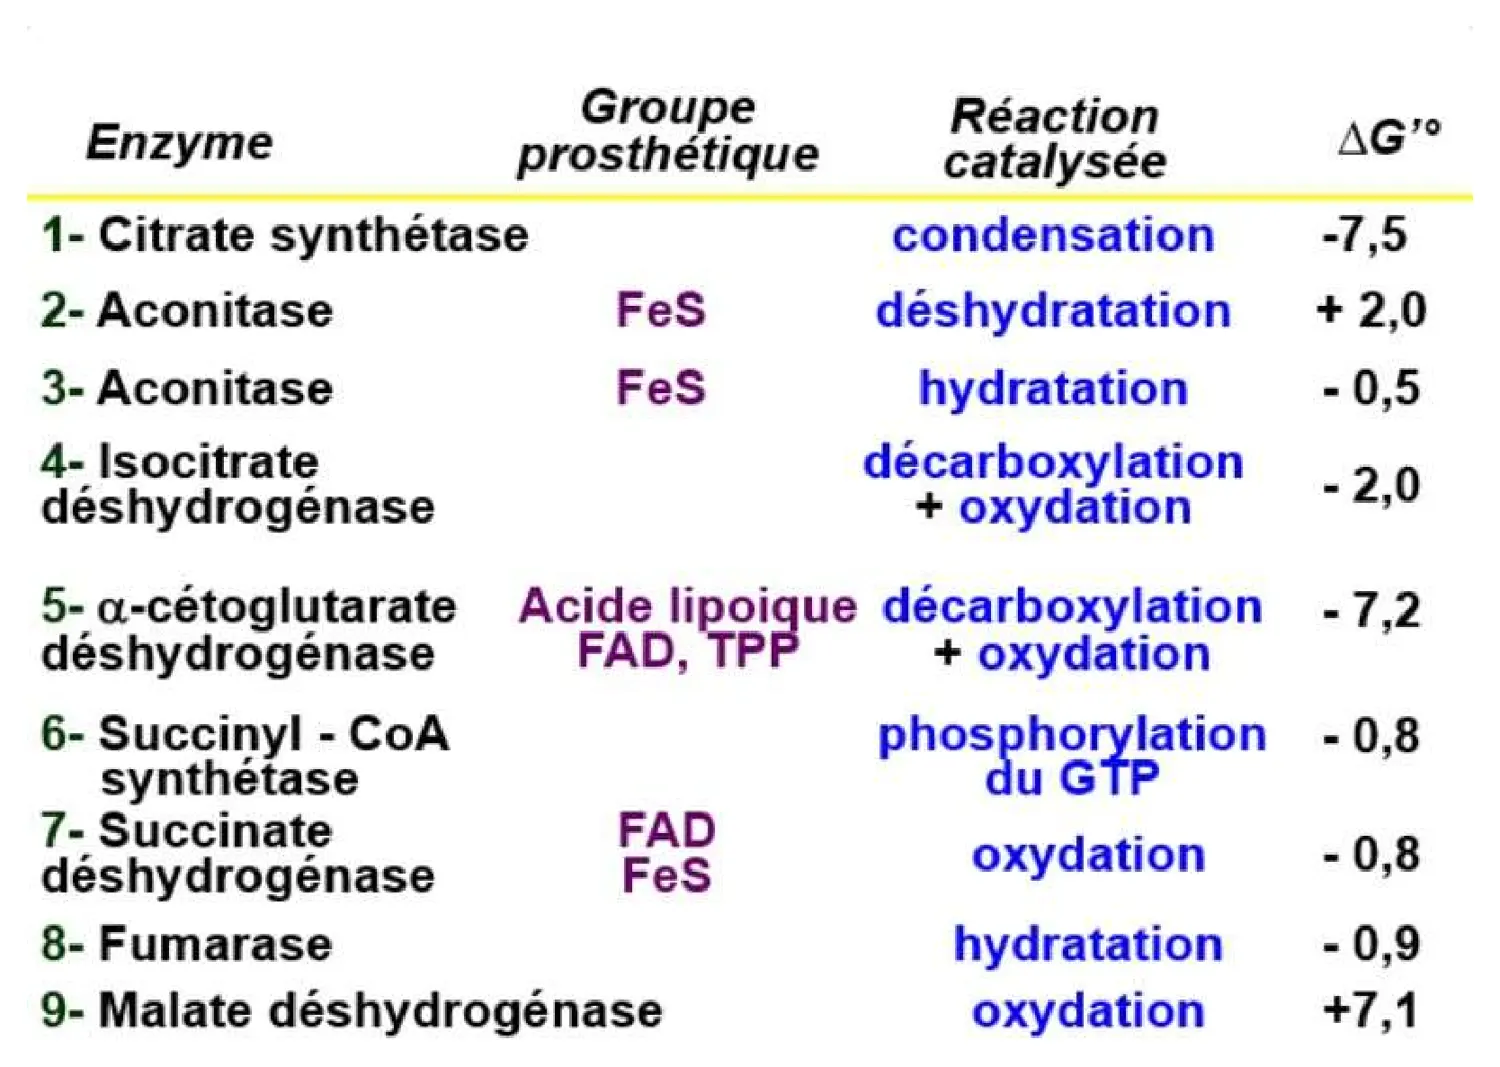 Enzyme Groupe prosthétique Réaction catalysée ΔG’°
1- Citrate synthétase condensation -7,5
2- Aconitase FeS déshydratation + 2,0
3- Aconitase FeS hydratation - 0,5
4- Isocitrate décarboxylation
déshydrogénase + oxydation - 2,0
5- α-cétoglutarate Acide lipoique décarboxylation - 7,2
déshydrogénase FAD, TPP + oxydation
6- Succinyl - CoA phosphorylation - 0,8
synthétase du GTP
7- Succinate FAD
déshydrogénase FeS oxydation - 0,8
8- Fumarase hydratation - 0,9
9- Malate déshydrogénase oxydation +7,1